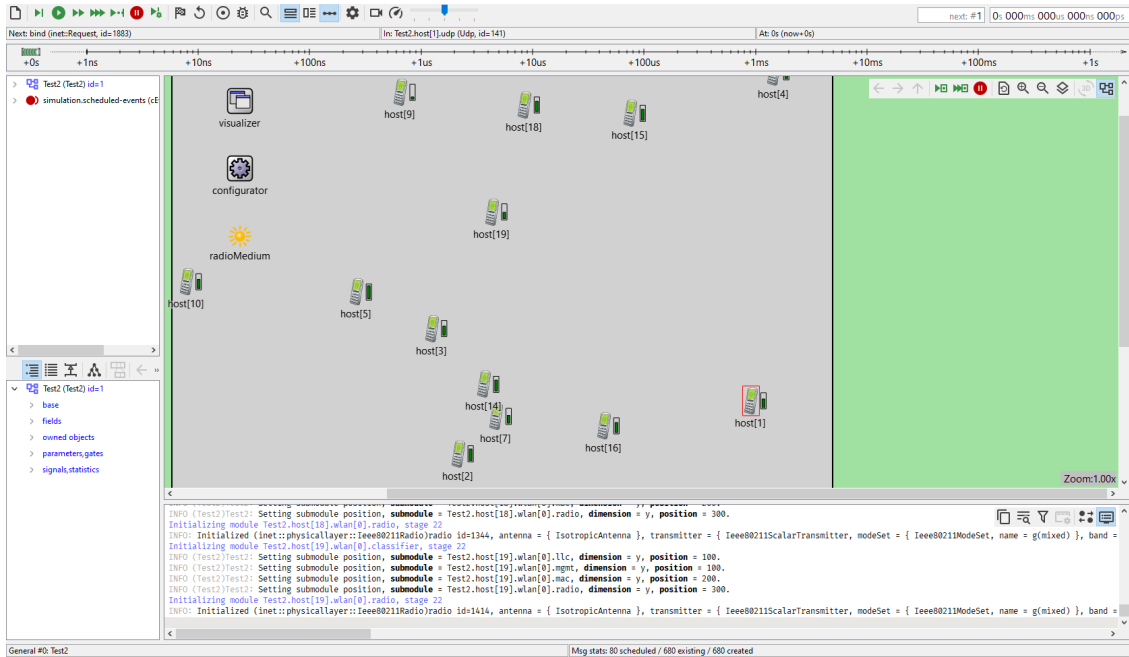 next: #1
0s 000ms 000us 000ns 000ps
Next: bind (inet::Request, id=1883)
In: Test2.host[1].udp (Udp, id=141)
At: 0s (now+0s)
+0s
+1ns
+10ns
+100ns
+1us
+10us
+100us
+1ms
+10ms
+100ms
+1s
Test2 (Test2) id=1
simulation.scheduled-events (cE
visualizer
host[9]
host[18]
host[15]
host[4]
3D
configurator
host[19]
radioMedium
host[10]
host[5]
host[3]
host[14]
host[7]
host[16]
host[1]
host[2]
Zoom:1.00x
Test2 (Test2) id=1
base
fields
owned objects
parameters,gates
signals,statistics
INFO (Test2)Test2: Setting submodule position, submodule = Test2.host[18].wlan[0].radio, dimension = y, position = 300.
Initializing module Test2.host[18].wlan[0].radio, stage 22
INFO: Initialized (inet::physicallayer::Ieee80211Radio)radio id=1344, antenna = { IsotropicAntenna }, transmitter = { Ieee80211ScalarTransmitter, modeSet = { Ieee80211ModeSet, name = g(mixed) }, band =
Initializing module Test2.host[19].wlan[0].classifier, stage 22
INFO (Test2)Test2: Setting submodule position, submodule = Test2.host[19].wlan[0].llc, dimension = y, position = 100.
INFO (Test2)Test2: Setting submodule position, submodule = Test2.host[19].wlan[0].mgmt, dimension = y, position = 100.
INFO (Test2)Test2: Setting submodule position, submodule = Test2.host[19].wlan[0].mac, dimension = y, position = 200.
INFO (Test2)Test2: Setting submodule position, submodule = Test2.host[19].wlan[0].radio, dimension = y, position = 300.
Initializing module Test2.host[19].wlan[0].radio, stage 22
INFO: Initialized (inet::physicallayer::Ieee80211Radio)radio id=1414, antenna = { IsotropicAntenna }, transmitter = { Ieee80211ScalarTransmitter, modeSet = { Ieee80211ModeSet, name = g(mixed) }, band =
General #0: Test2
Msg stats: 80 scheduled / 680 existing / 680 created